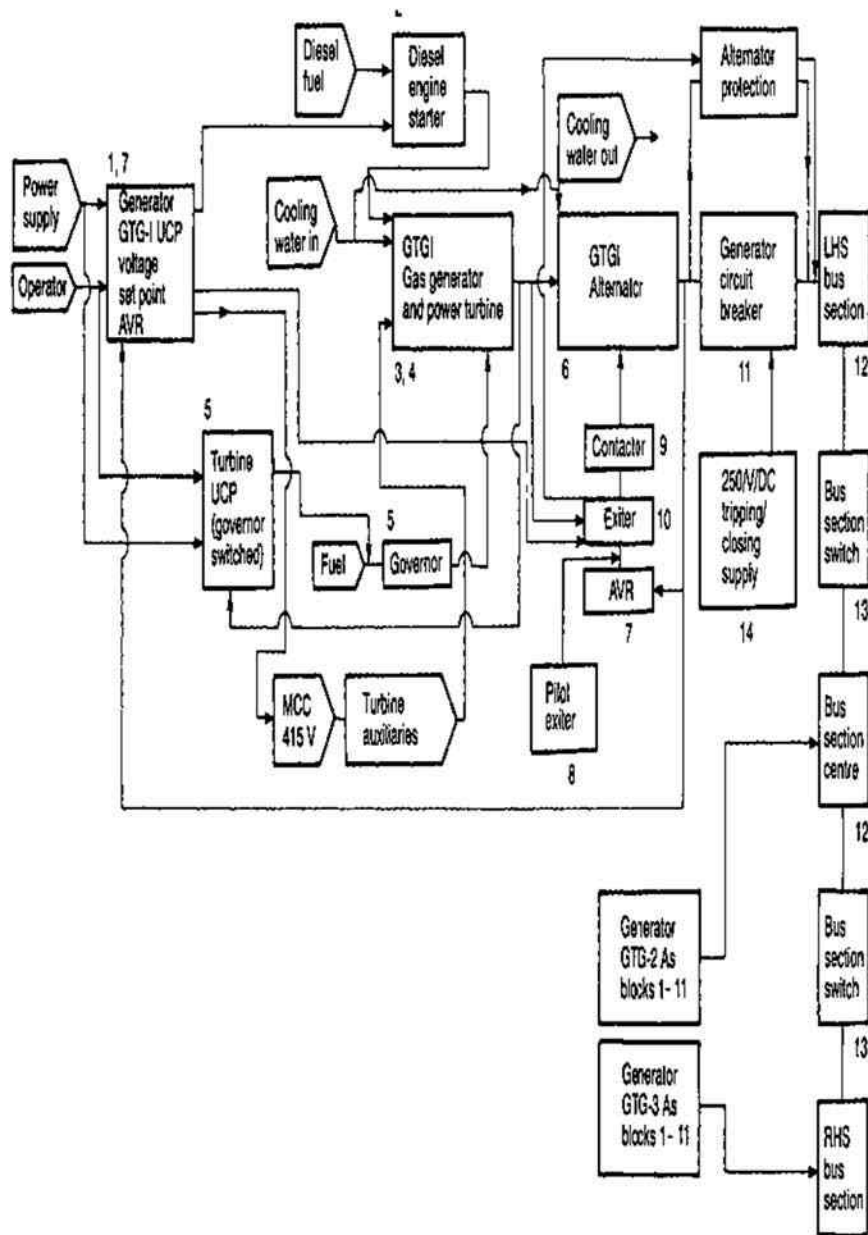 Diesel
fuel
Diesel
engine
starter
Alternator
protection
Cooling
water out
1, 7
Power
supply
Generator
GTG-I UCP
voltage
set point
AVR
Operator
Cooling
water in
GTGI
Gas generator
and power turbine
3, 4
GTGI
Alternator
6
Generator
circuit
breaker
11
LHS
bus
section
12
5
Turbine
UCP
(governor
switched)
Fuel
5
Governor
Contactor
9
Exiter
10
AVR
7
Pilot
exiter
8
250/V/DC
tripping/
closing
supply
14
Bus
section
switch
13
MCC
415 V
Turbine
auxiliaries
Bus
section
centre
12
Generator
GTG-2 As
blocks 1-11
Bus
section
switch
13
Generator
GTG-3 As
blocks 1-11
RHS
bus
section